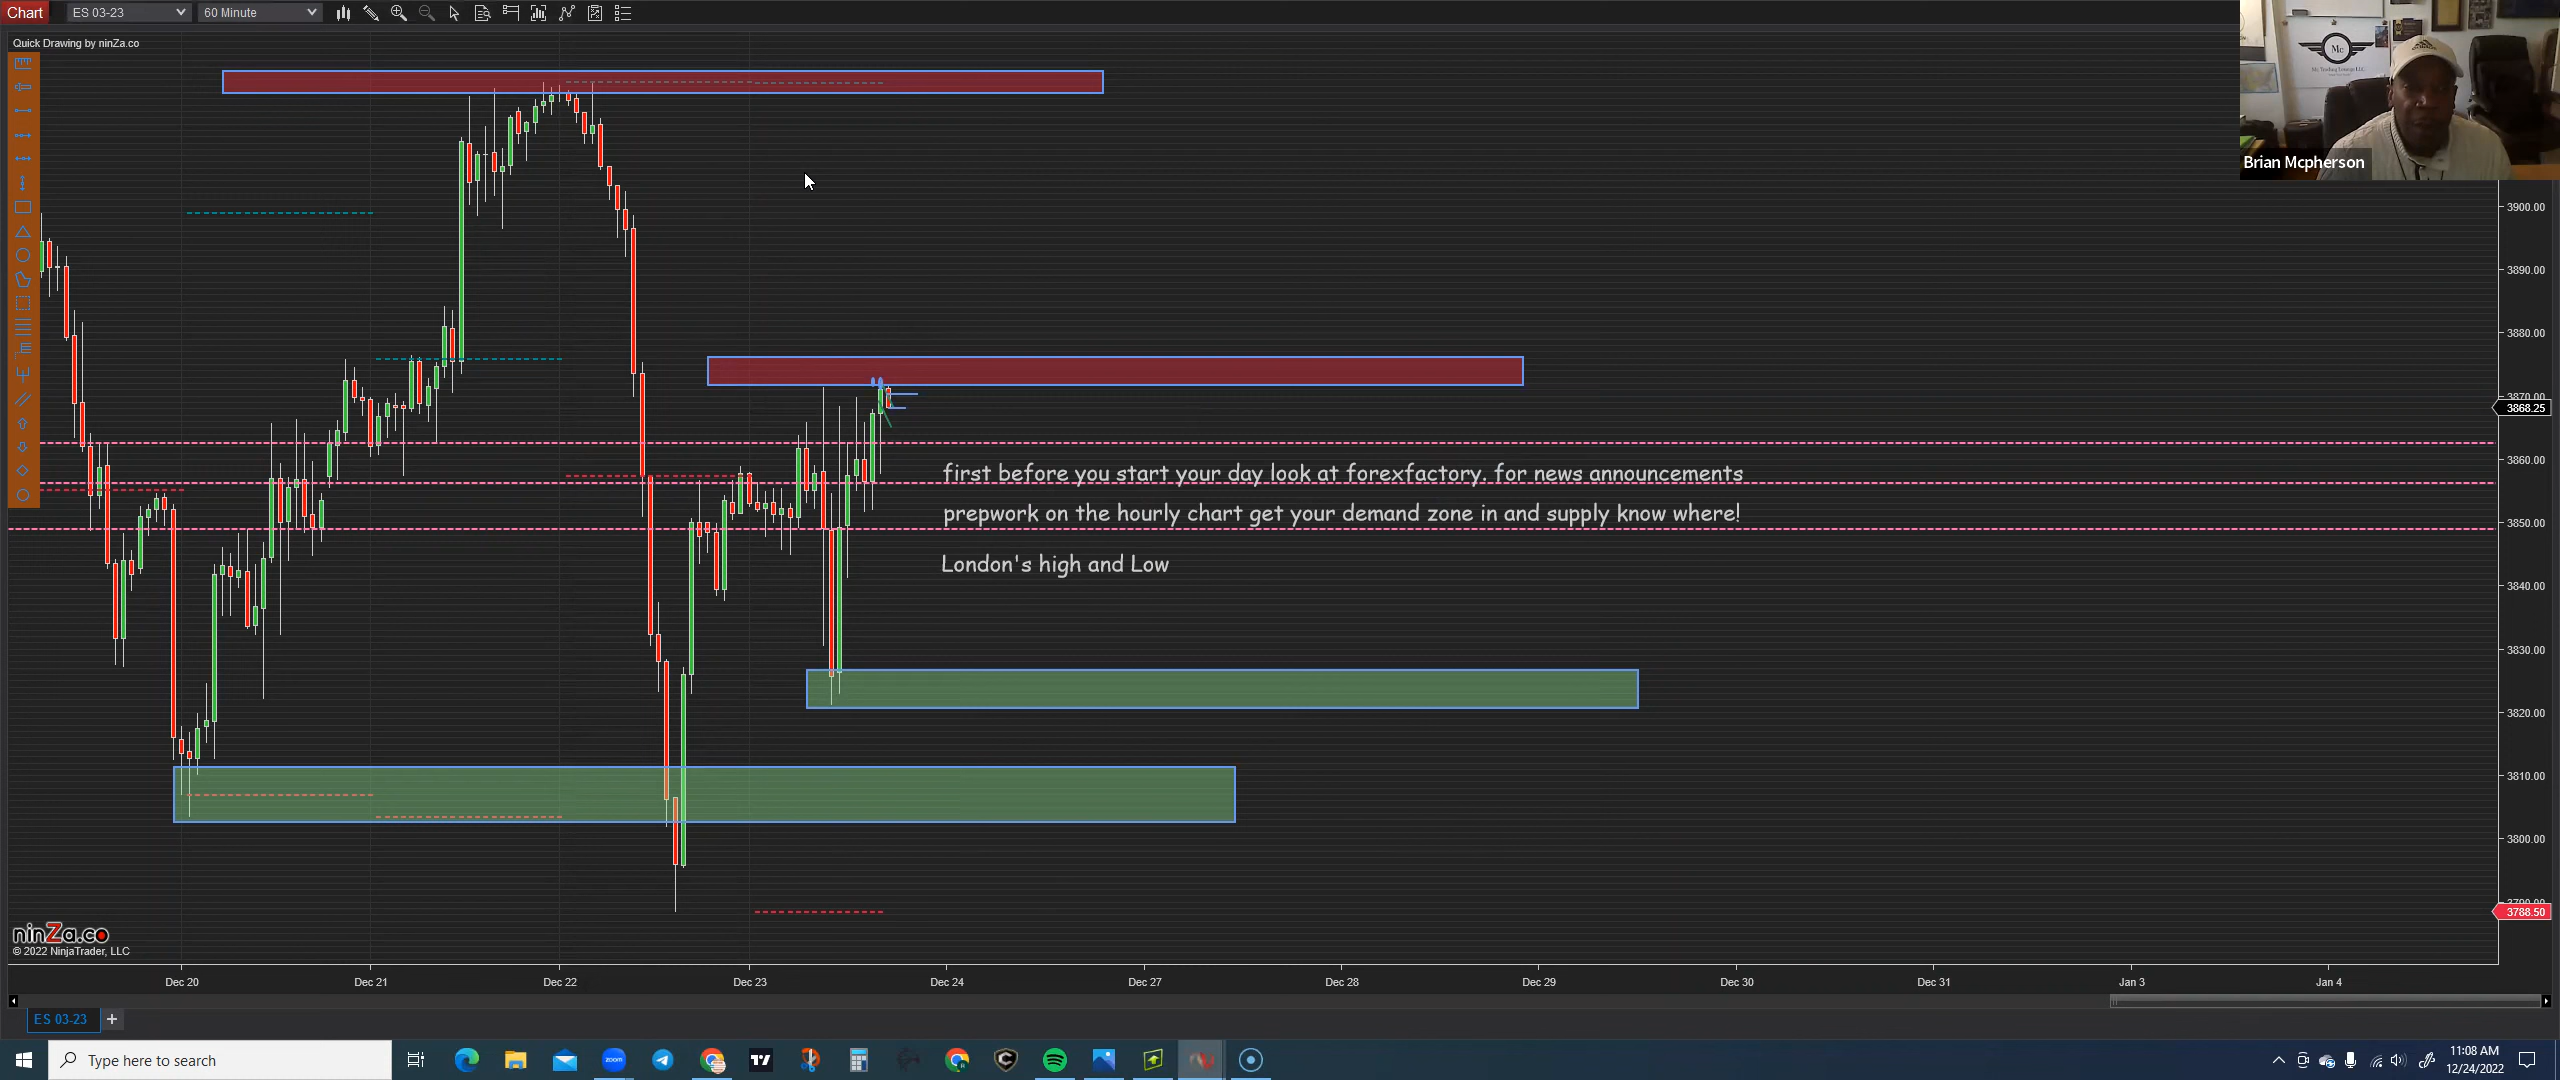 Chart
ES 03-23
60 Minute
Quick Drawing by ninZa.co
Mc
Brian Mcpherson
3900.00
3890.00
3880.00
3870.00
3868.25
3860.00
3850.00
3840.00
3830.00
3820.00
3810.00
3800.00
3788.50
first before you start your day look at forexfactory. for news announcements
prepwork on the hourly chart get your demand zone in and supply know where!
London's high and Low
ninZa.co
© 2022 NinjaTrader, LLC
Dec 20 Dec 21 Dec 22 Dec 23 Dec 24 Dec 27 Dec 28 Dec 29 Dec 30 Dec 31 Jan 3 Jan 4
ES 03-23
Type here to search
zoom
11:08 AM
12/24/2022